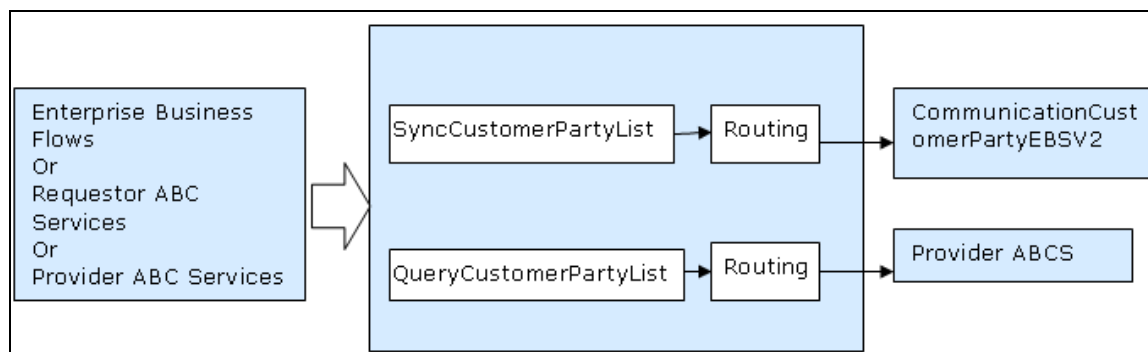 Enterprise Business
Flows
Or
Requestor ABC
Services
Or
Provider ABC Services
SyncCustomerPartyList
Routing
CommunicationCust
omerPartyEBSV2
QueryCustomerPartyList
Routing
Provider ABCS